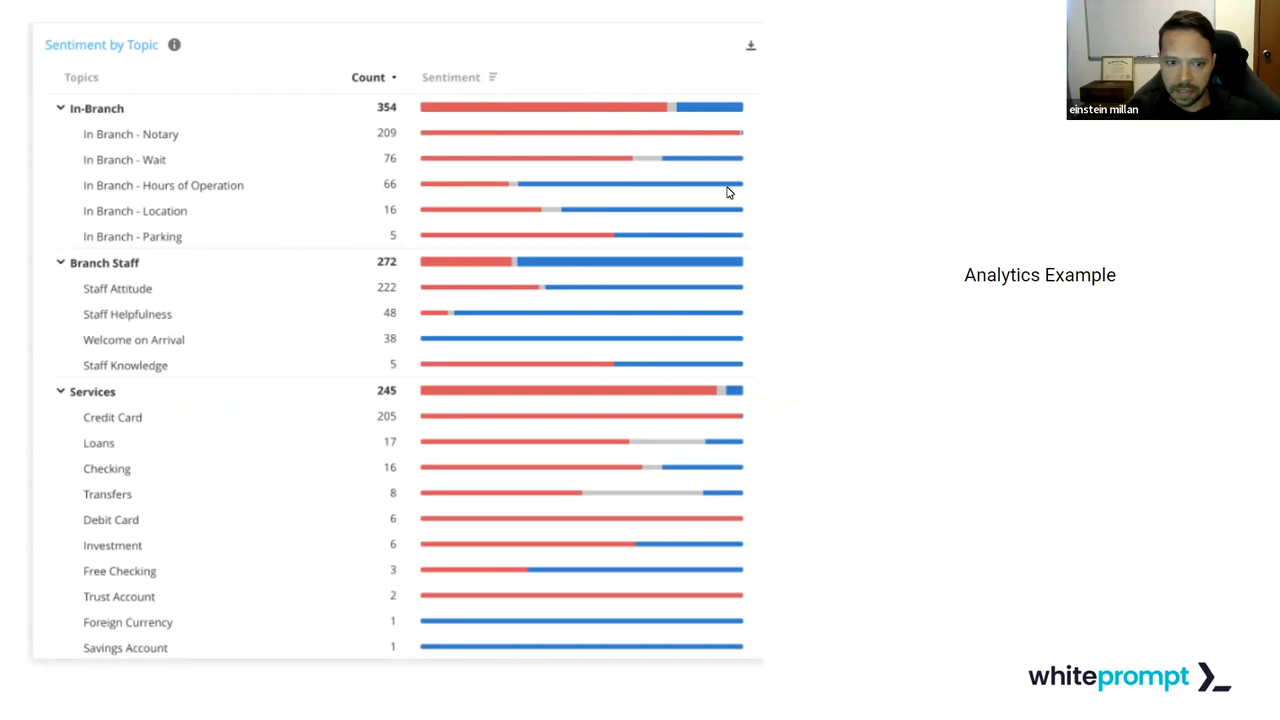 Sentiment by Topic
Topics Count Sentiment
In-Branch 354
In Branch - Notary 209
In Branch - Wait 76
In Branch - Hours of Operation 66
In Branch - Location 16
In Branch - Parking 5
Branch Staff 272
Staff Attitude 222
Staff Helpfulness 48
Welcome on Arrival 38
Staff Knowledge 5
Services 245
Credit Card 205
Loans 17
Checking 16
Transfers 8
Debit Card 6
Investment 6
Free Checking 3
Trust Account 2
Foreign Currency 1
Savings Account 1
einstein millan
Analytics Example
whiteprompt